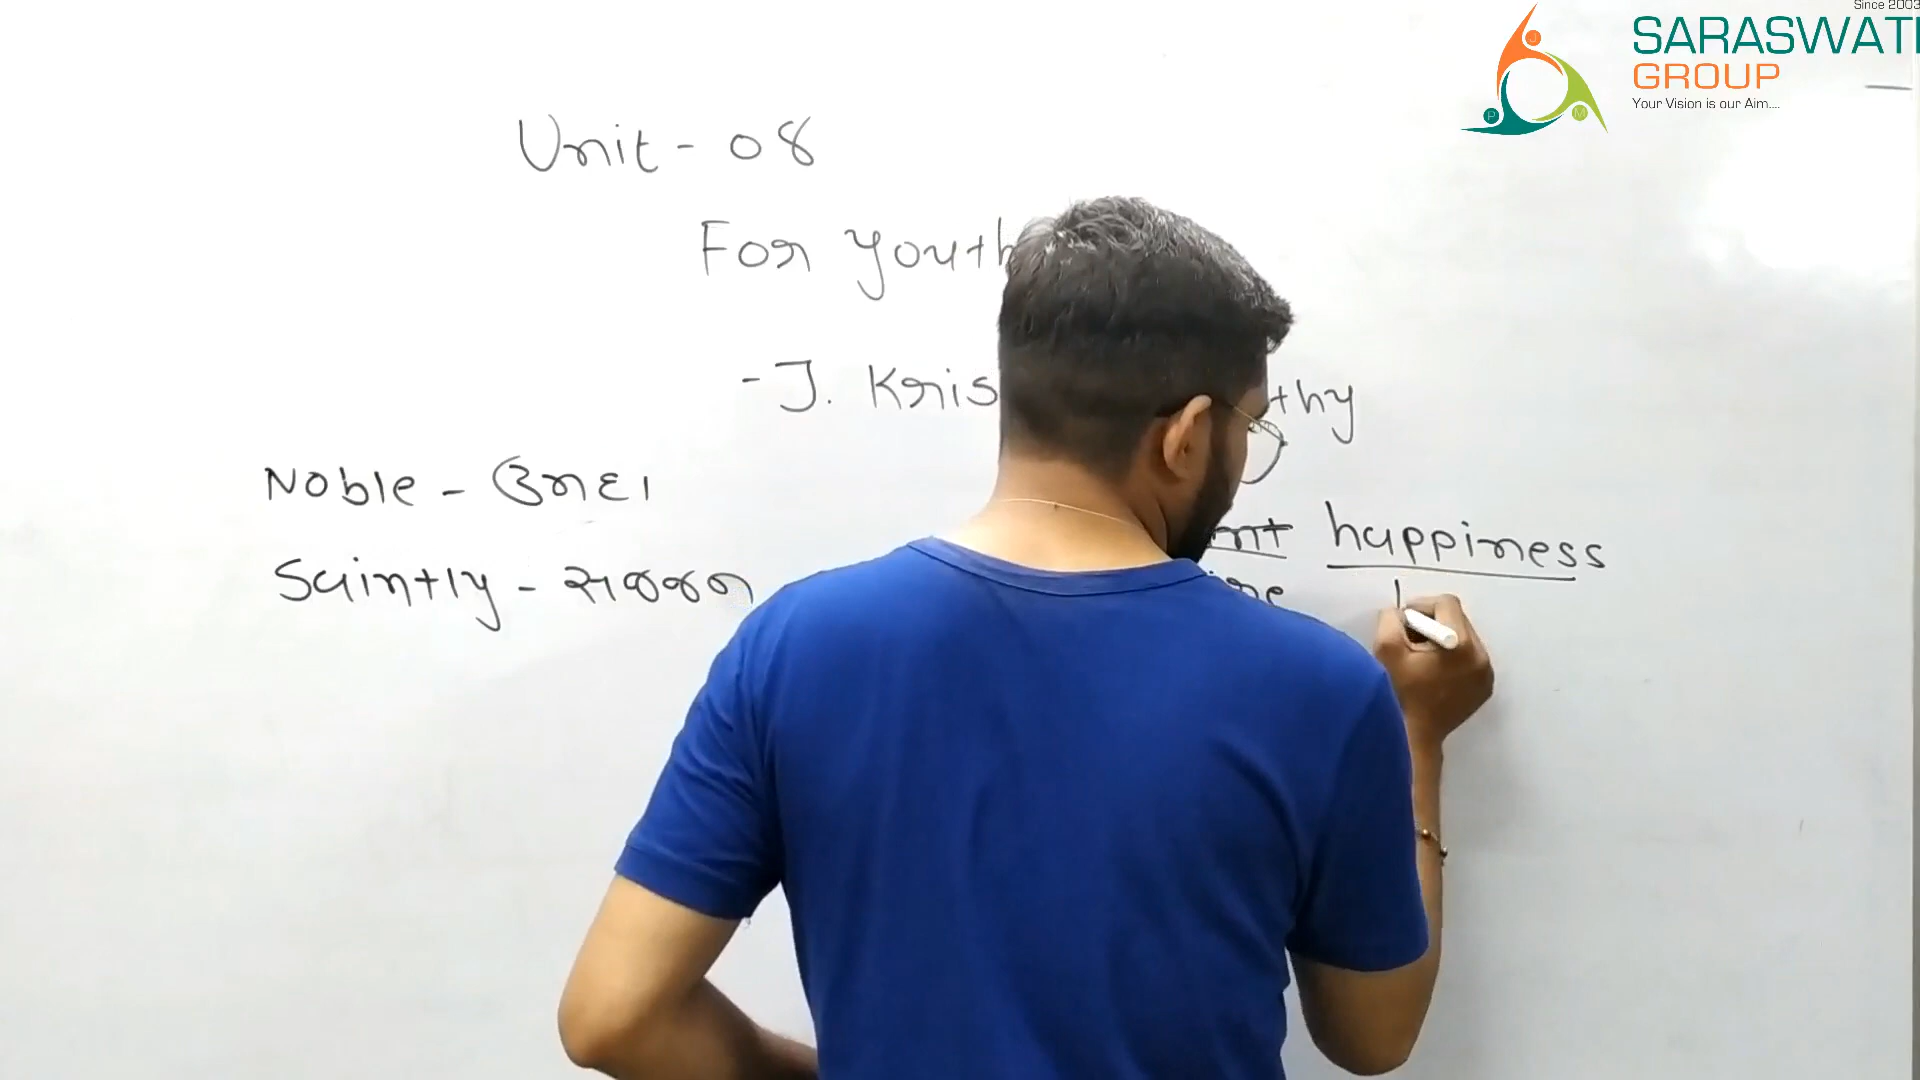 Since 2003
SARASWATI
GROUP
Your Vision is our Aim....
Unit - 08
For Youth
- J. Kris thy
Noble - ઉમદા
Saintly - સજ્જન
happiness